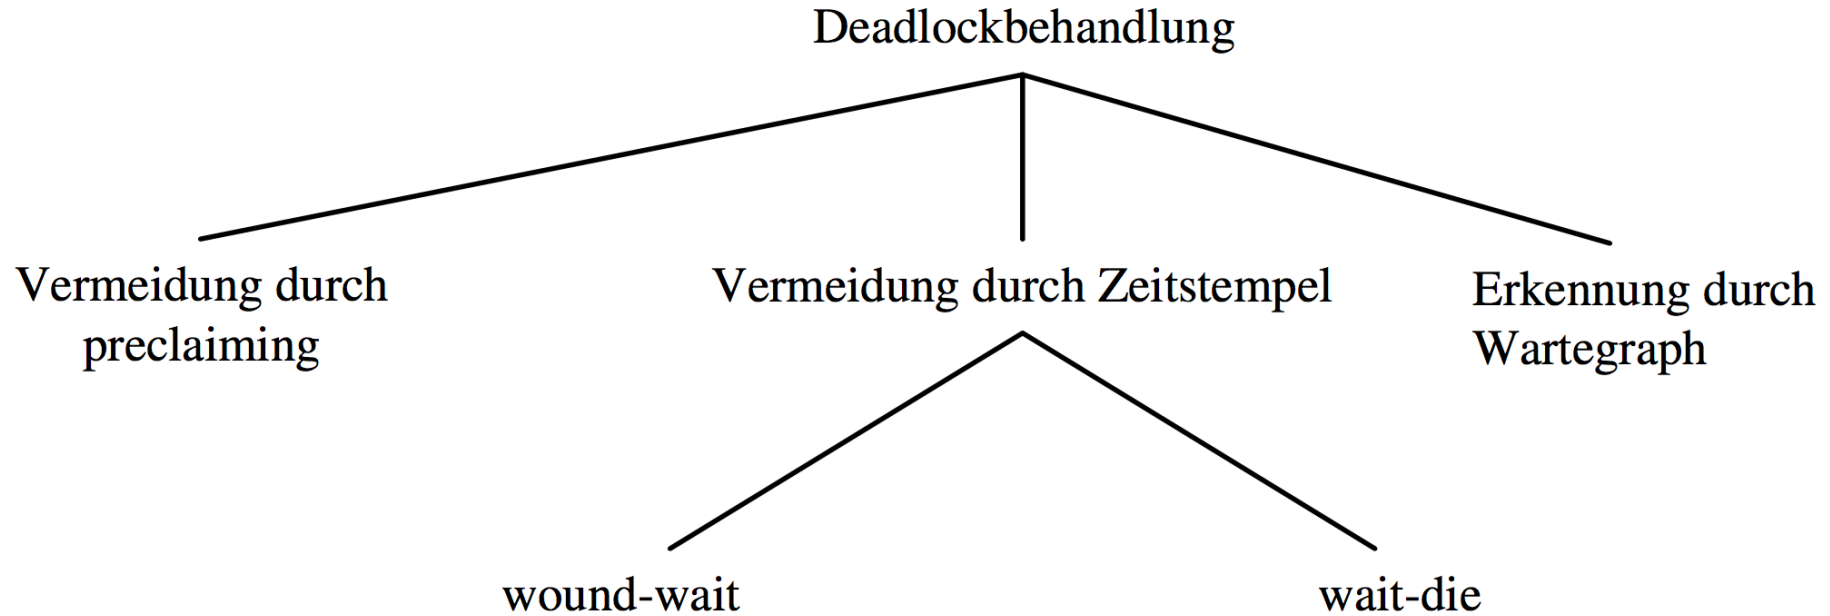 Deadlockbehandlung
Vermeidung durch
preclaiming
Vermeidung durch Zeitstempel
Erkennung durch
Wartegraph
wound-wait
wait-die